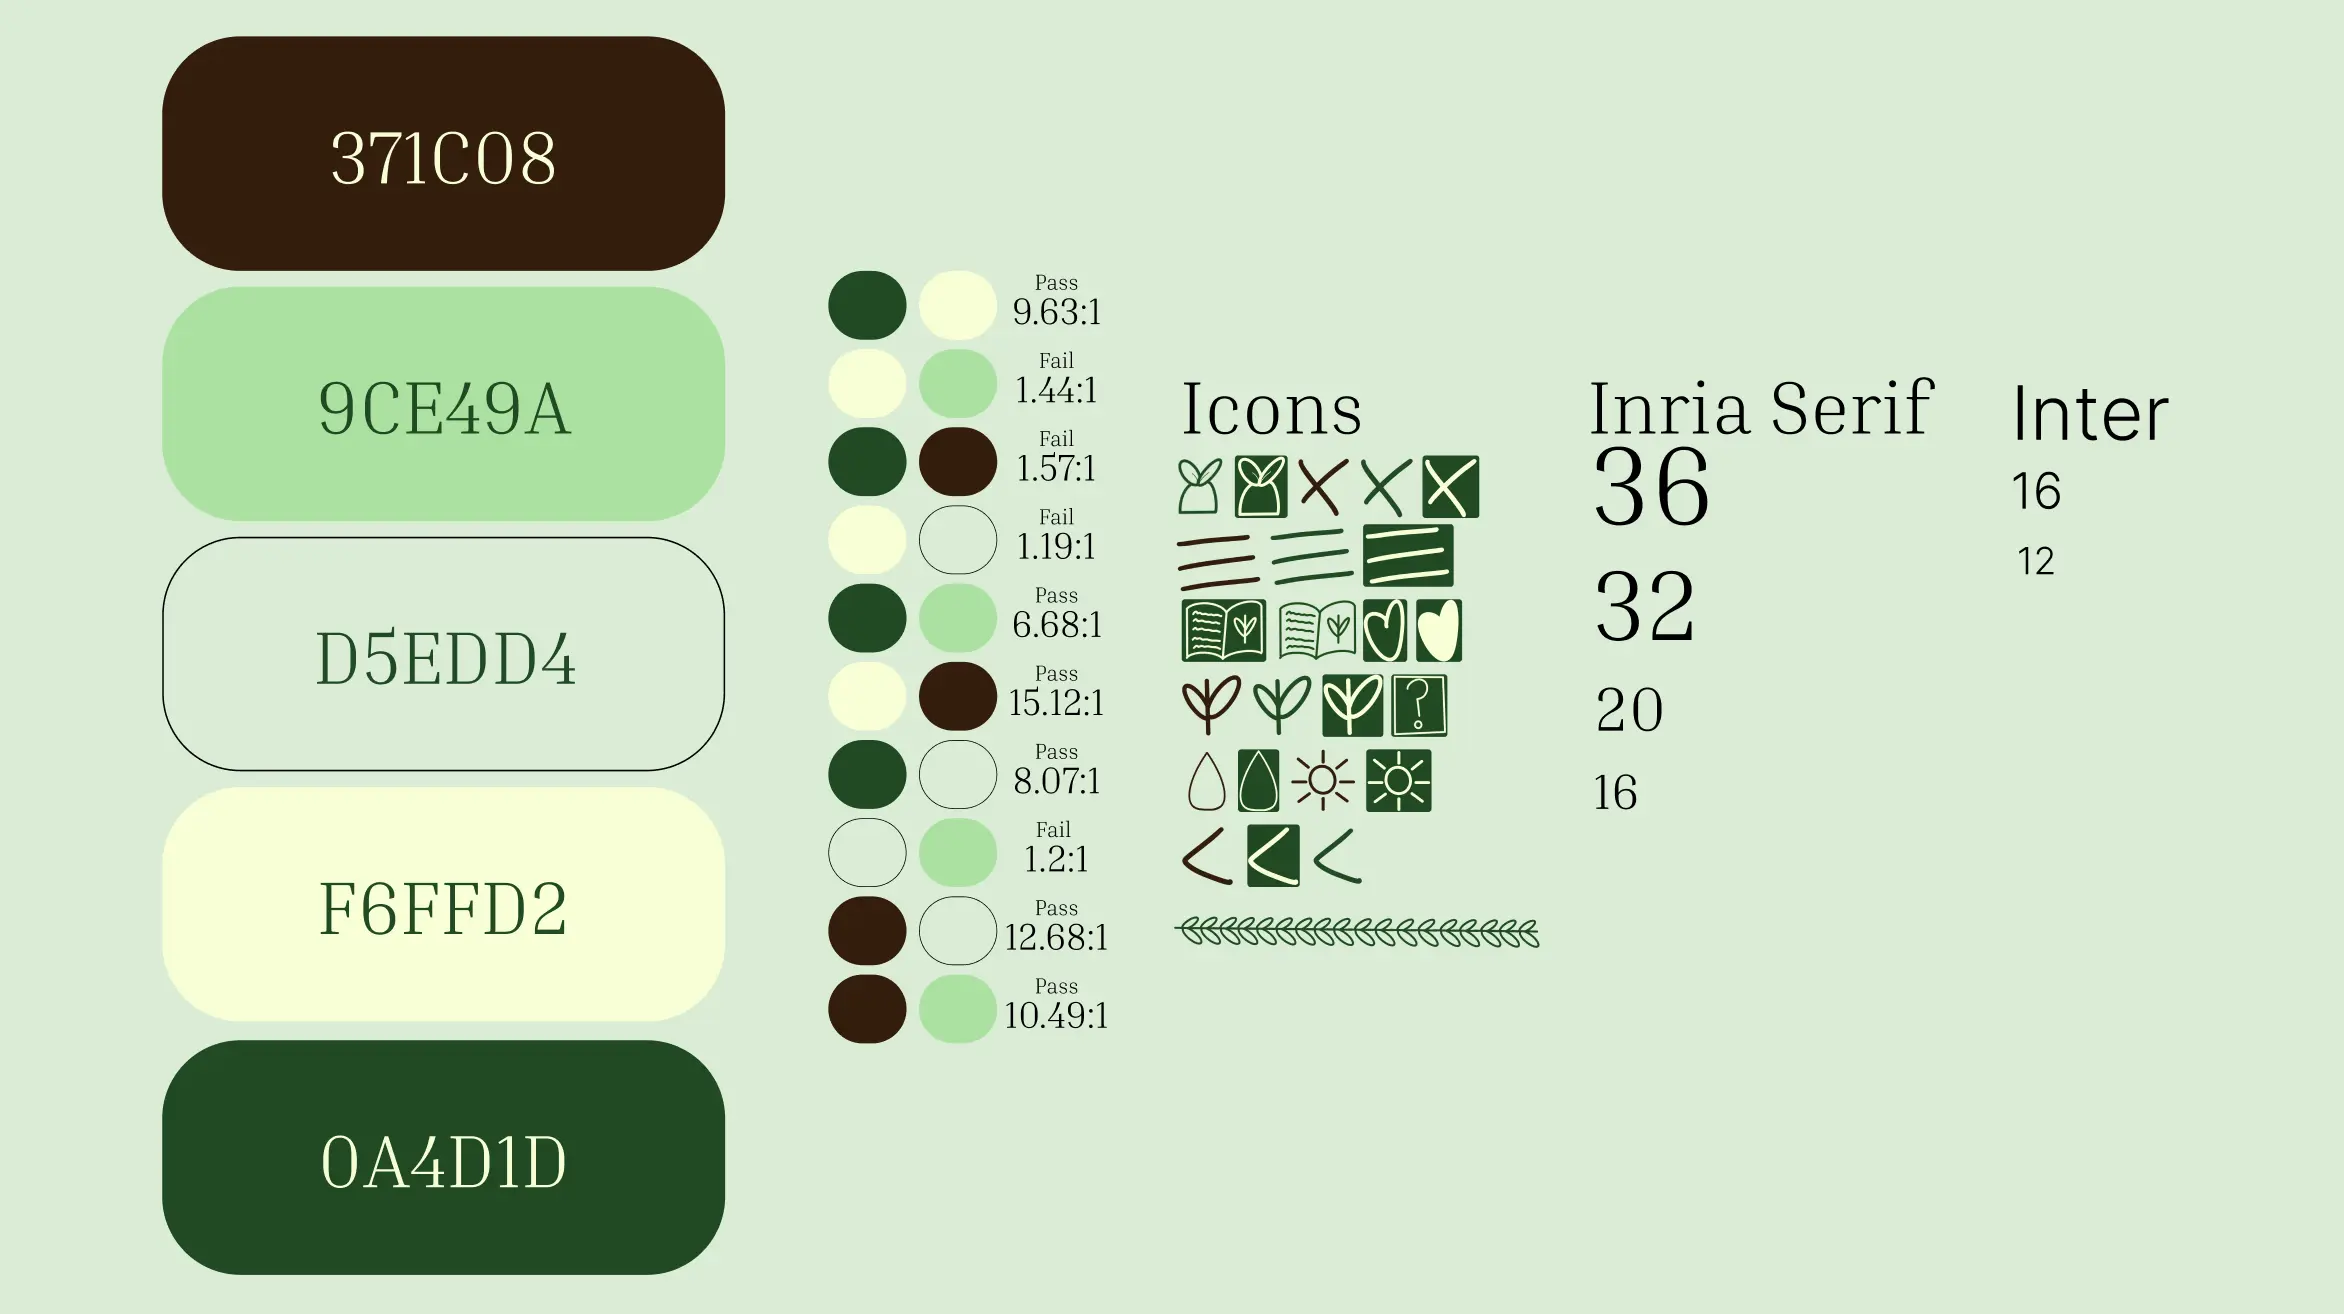 371C08
9CE49A
D5EDD4
F6FFD2
0A4D1D
Pass
9.63:1
Fail
1.44:1
Fail
1.57:1
Fail
1.19:1
Pass
6.68:1
Pass
15.12:1
Pass
8.07:1
Fail
1.2:1
Pass
12.68:1
Pass
10.49:1
Icons
?
Inria Serif
36
32
20
16
Inter
16
12